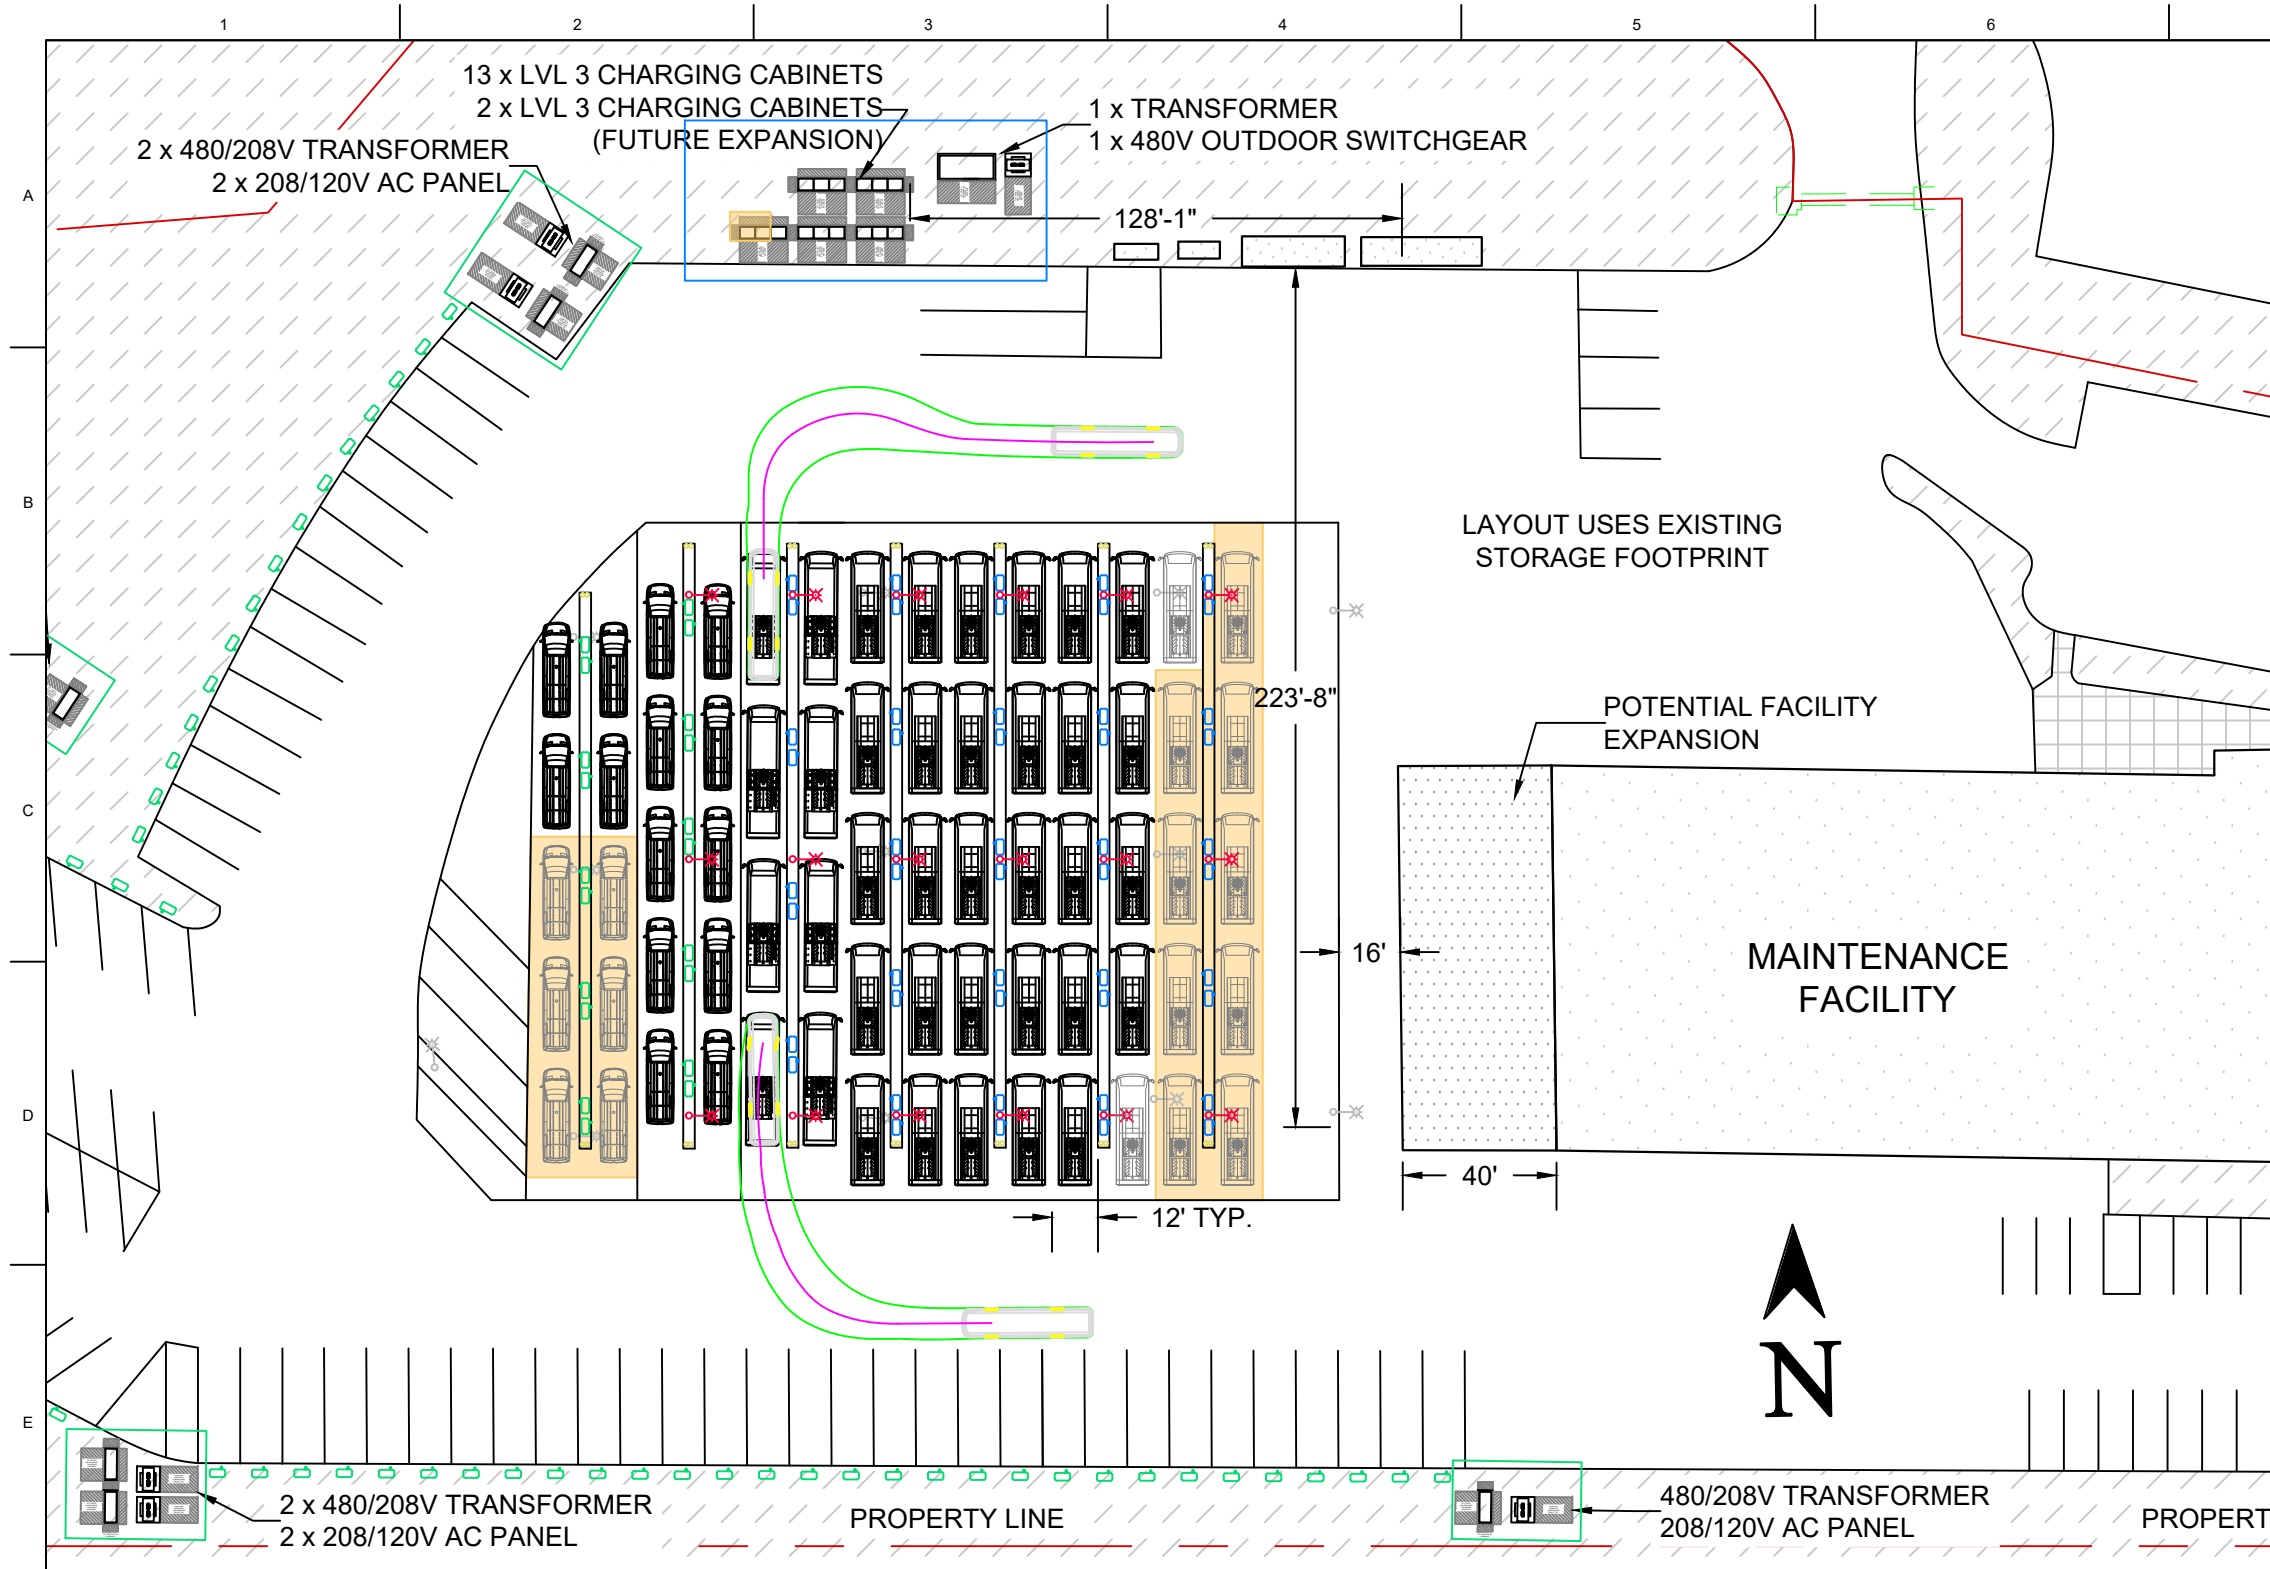 1 2 3 4 5 6
13 x LVL 3 CHARGING CABINETS
2 x LVL 3 CHARGING CABINETS
(FUTURE EXPANSION)
1 x TRANSFORMER
1 x 480V OUTDOOR SWITCHGEAR
2 x 480/208V TRANSFORMER
2 x 208/120V AC PANEL
A
128'-1"
B
LAYOUT USES EXISTING
STORAGE FOOTPRINT
223'-8"
POTENTIAL FACILITY
EXPANSION
C
16'
MAINTENANCE
FACILITY
D
40'
12' TYP.
N
E
2 x 480/208V TRANSFORMER
2 x 208/120V AC PANEL
PROPERTY LINE
480/208V TRANSFORMER
208/120V AC PANEL
PROPERT